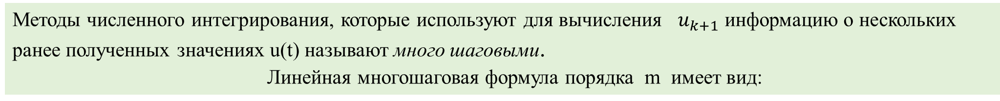 Методы численного интегрирования, которые используют для вычисления u_{k+1} информацию о нескольких
ранее полученных значениях u(t) называют много шаговыми.
Линейная многошаговая формула порядка m имеет вид: